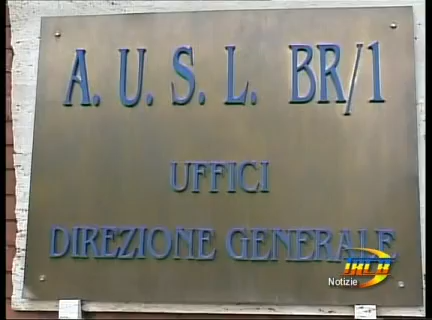 A. U. S. L. BR/1
UFFICI
DIREZIONE GENERALE
Notizie